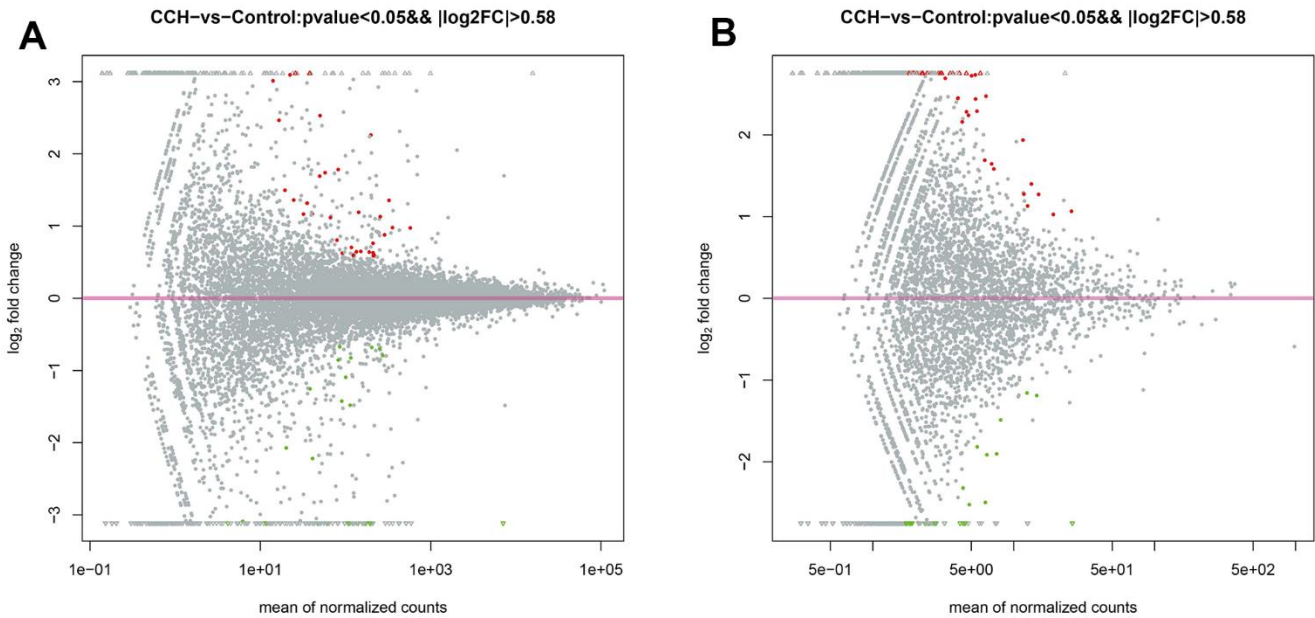 A
CCH-vs-Control:pvalue<0.05&& |log2FC|>0.58
log2 fold change
3
2
1
0
−1
−2
−3
1e−01
1e+01
1e+03
1e+05
mean of normalized counts
B
CCH-vs-Control:pvalue<0.05&& |log2FC|>0.58
log2 fold change
2
1
0
−1
−2
5e−01
5e+00
5e+01
5e+02
mean of normalized counts